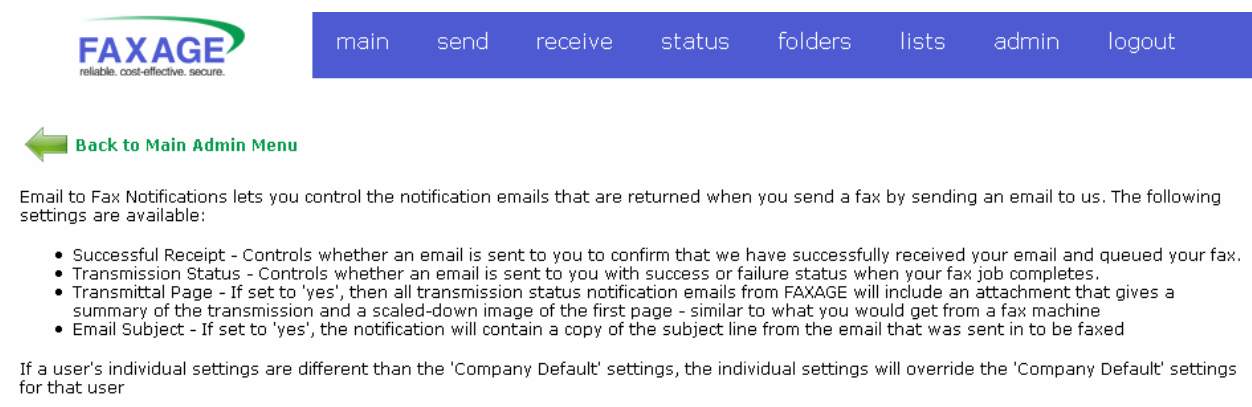 FAXAGE
reliable. cost-effective. secure.
main send receive status folders lists admin logout
Back to Main Admin Menu
Email to Fax Notifications lets you control the notification emails that are returned when you send a fax by sending an email to us. The following
settings are available:
• Successful Receipt - Controls whether an email is sent to you to confirm that we have successfully received your email and queued your fax.
• Transmission Status - Controls whether an email is sent to you with success or failure status when your fax job completes.
• Transmittal Page - If set to 'yes', then all transmission status notification emails from FAXAGE will include an attachment that gives a
summary of the transmission and a scaled-down image of the first page - similar to what you would get from a fax machine
• Email Subject - If set to 'yes', the notification will contain a copy of the subject line from the email that was sent in to be faxed
If a user's individual settings are different than the 'Company Default' settings, the individual settings will override the 'Company Default' settings
for that user